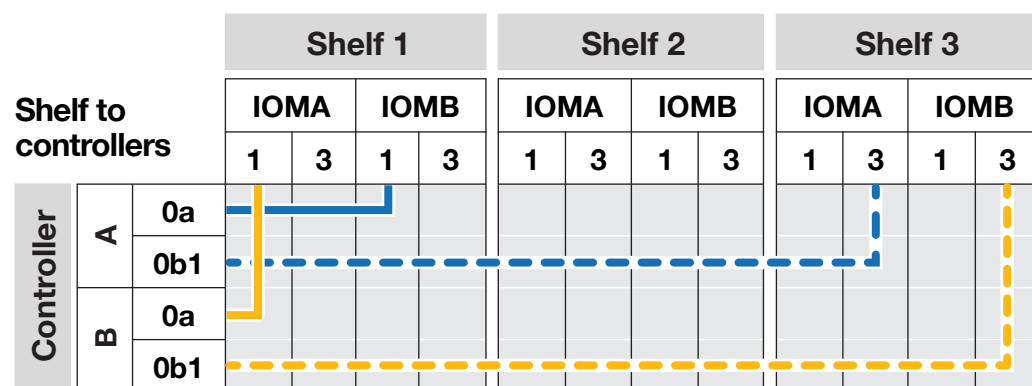 Shelf 1 Shelf 2 Shelf 3
Shelf to
controllers
IOMA IOMB IOMA IOMB IOMA IOMB
1 3 1 3 1 3 1 3 1 3 1 3
Controller
A
0a
0b1
B
0a
0b1